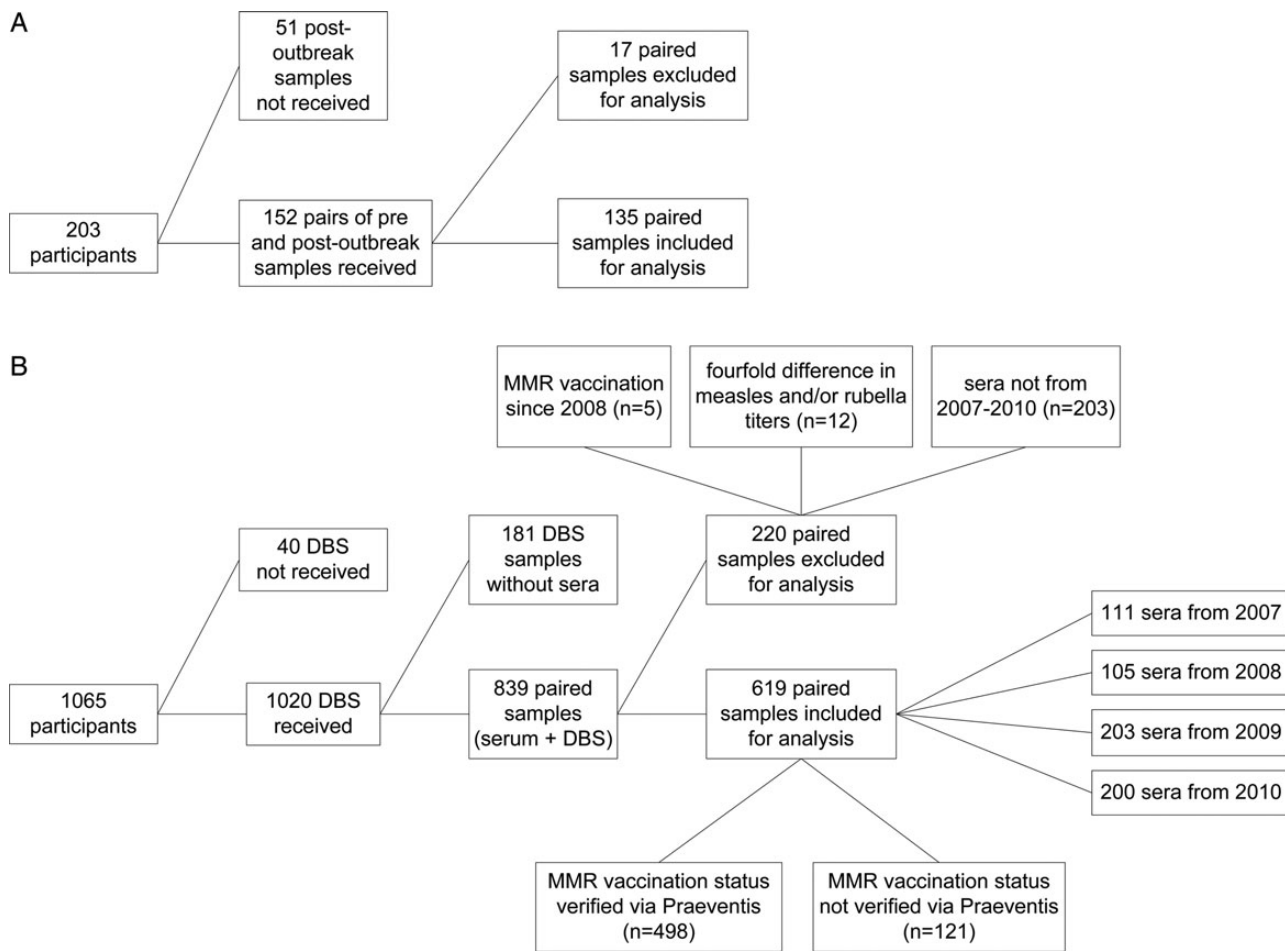 A
51 post-
outbreak
samples
not received
17 paired
samples excluded
for analysis
203
participants
152 pairs of pre
and post-outbreak
samples received
135 paired
samples included
for analysis
B
MMR vaccination
since 2008 (n=5)
fourfold difference in
measles and/or rubella
titers (n=12)
sera not from
2007-2010 (n=203)
40 DBS
not received
181 DBS
samples
without sera
220 paired
samples excluded
for analysis
1065
participants
1020 DBS
received
839 paired
samples
(serum + DBS)
619 paired
samples included
for analysis
111 sera from 2007
105 sera from 2008
203 sera from 2009
200 sera from 2010
MMR vaccination status
verified via Praeventis
(n=498)
MMR vaccination status
not verified via Praeventis
(n=121)